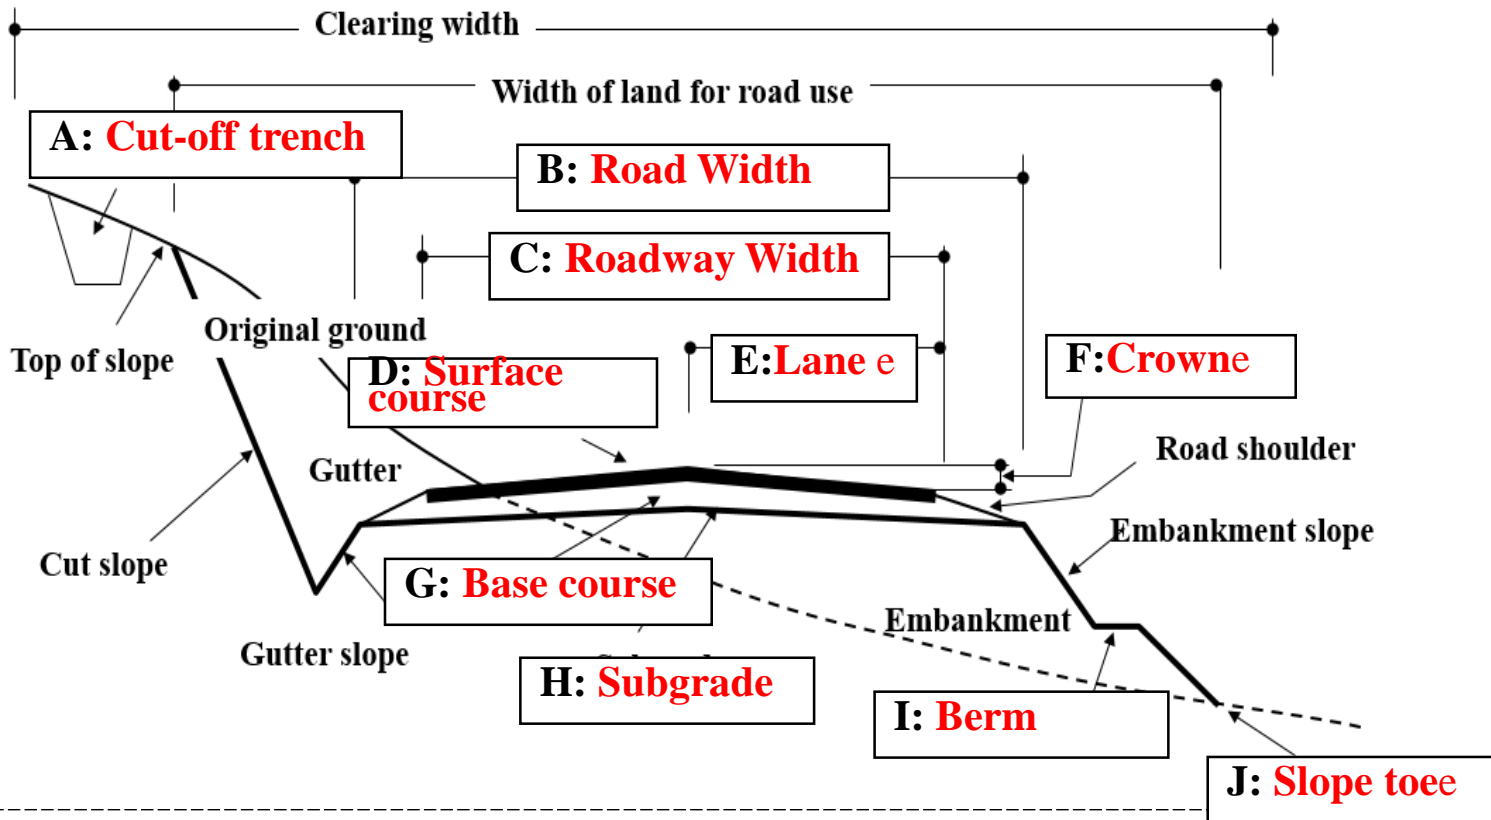 Clearing width
Width of land for road use
A: Cut-off trench
B: Road Width
C: Roadway Width
Original ground
Top of slope
D: Surface
course
E:Lane e
F:Crowne
Road shoulder
Gutter
Embankment slope
Cut slope
G: Base course
Embankment
Gutter slope
H: Subgrade
I: Berm
J: Slope toee